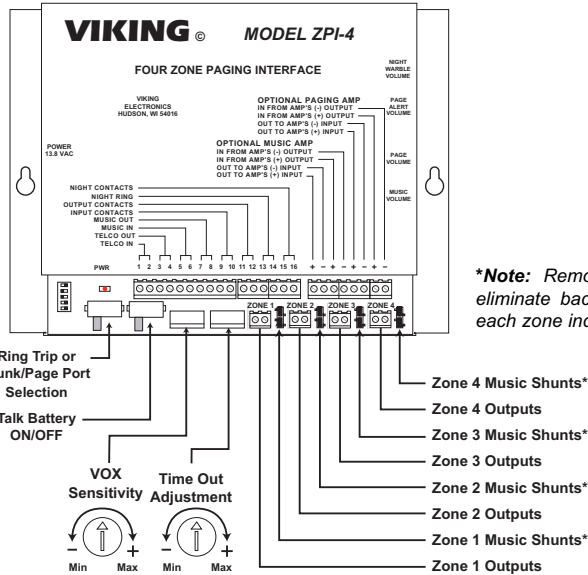 VIKING © MODEL ZPI-4
FOUR ZONE PAGING INTERFACE
VIKING
ELECTRONICS
HUDSON, WI 54016
POWER
13.8 VAC
NIGHT
WARBLE
VOLUME
PAGE
ALERT
VOLUME
PAGE
VOLUME
MUSIC
VOLUME
OPTIONAL PAGING AMP
IN FROM AMP'S (-) OUTPUT
IN FROM AMP'S (+) OUTPUT
OUT TO AMP'S (-) INPUT
OUT TO AMP'S (+) INPUT
OPTIONAL MUSIC AMP
IN FROM AMP'S (-) OUTPUT
IN FROM AMP'S (+) OUTPUT
OUT TO AMP'S (-) INPUT
OUT TO AMP'S (+) INPUT
NIGHT CONTACTS
NIGHT RING
OUTPUT CONTACTS
INPUT CONTACTS
MUSIC OUT
MUSIC IN
TELCO OUT
TELCO IN
PWR
1 2 3 4 5 6 7 8 9 10 11 12 13 14 15 16 + - + - + - + -
ZONE 1 ZONE 2 ZONE 3 ZONE 4
*Note: Remo
eliminate bac
each zone inc
Ring Trip or
unk/Page Port
Selection
Talk Battery
ON/OFF
VOX
Sensitivity
- +
Min Max
Time Out
Adjustment
- +
Min Max
Zone 4 Music Shunts*
Zone 4 Outputs
Zone 3 Music Shunts*
Zone 3 Outputs
Zone 2 Music Shunts*
Zone 2 Outputs
Zone 1 Music Shunts*
Zone 1 Outputs